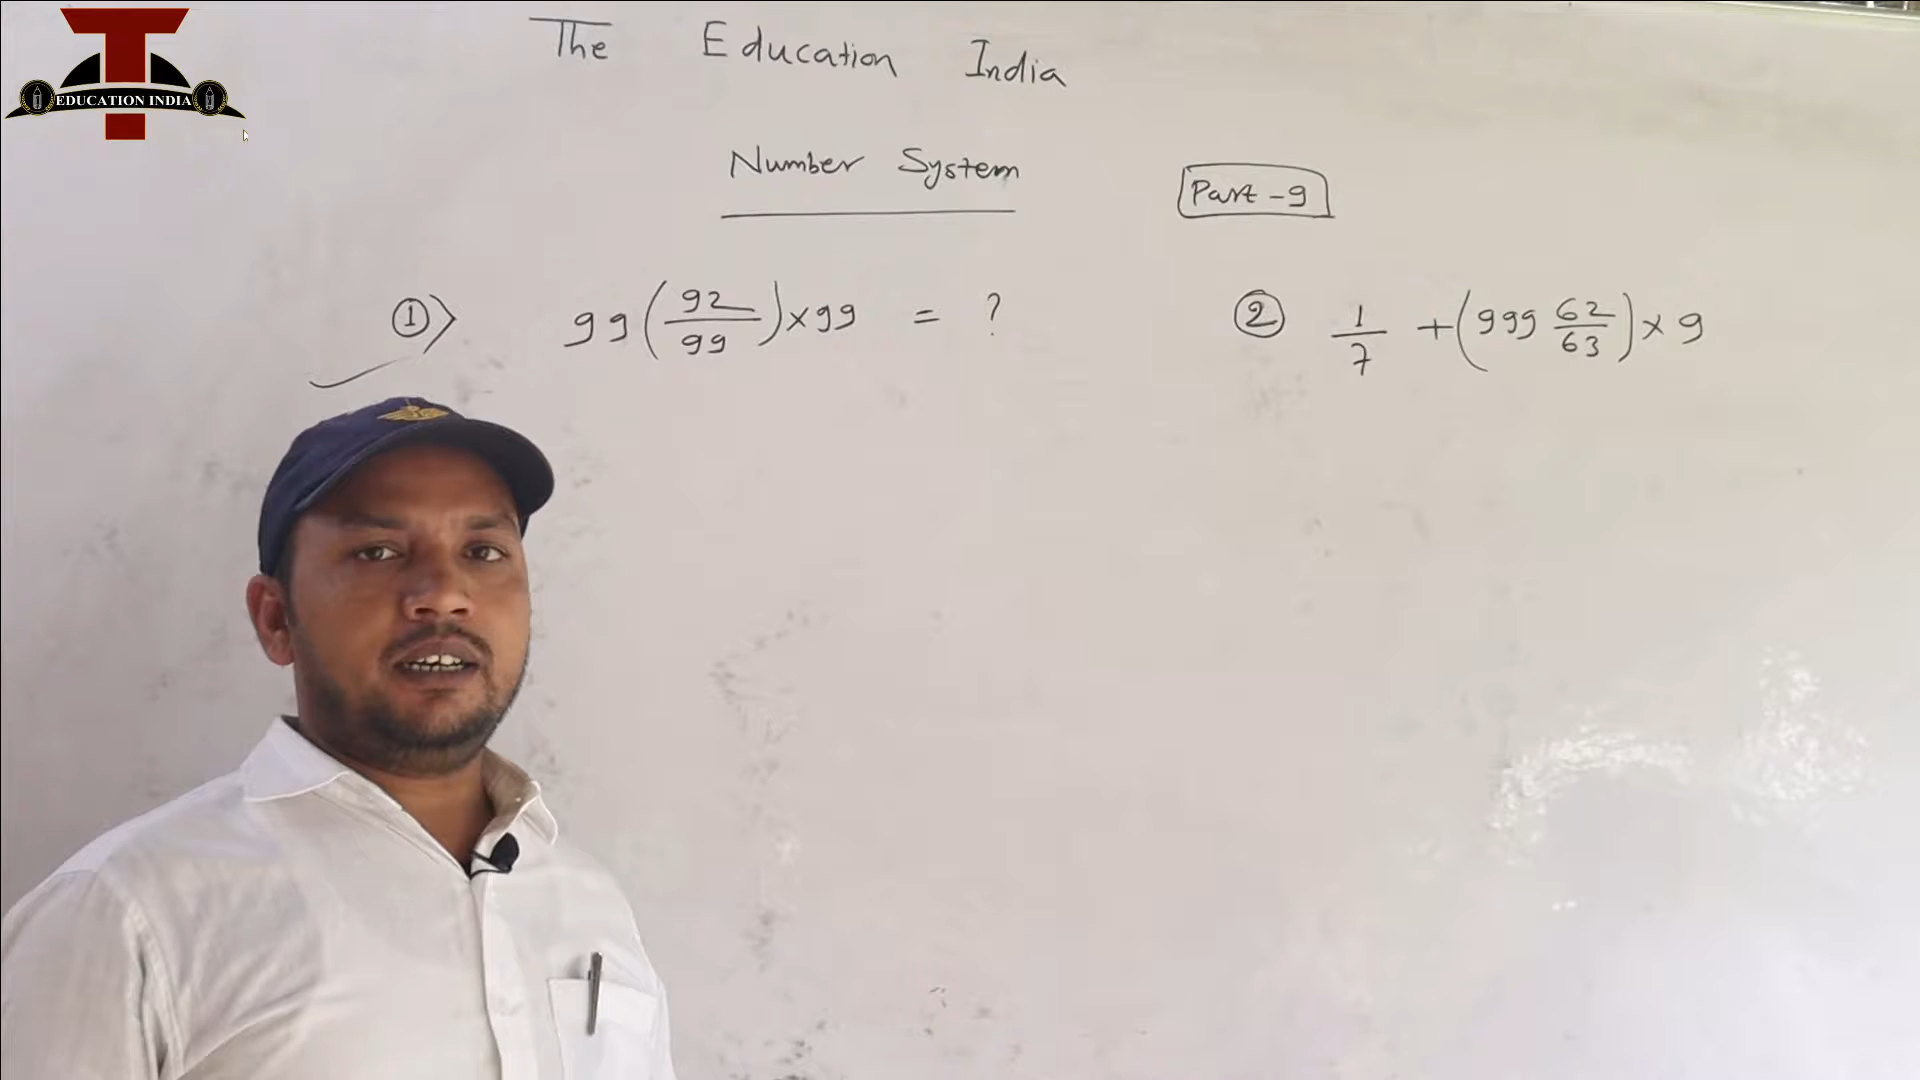 T
EDUCATION INDIA
The Education India
Number System
Part-9
① 99(92/99)×99 = ?
② 1/7 + (999 62/63)× 9